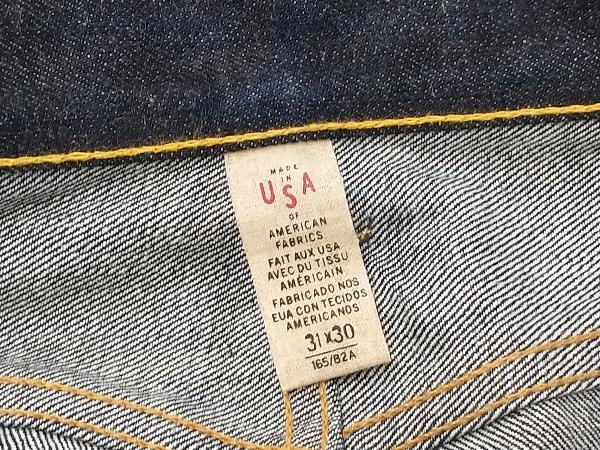 MADE
IN
USA
OF
AMERICAN
FABRICS
FAIT AUX USA
AVEC DU TISSU
AMÉRICAIN
FABRICADO NOS
EUA CON TECIDOS
AMERICANOS
31x30
165/82A